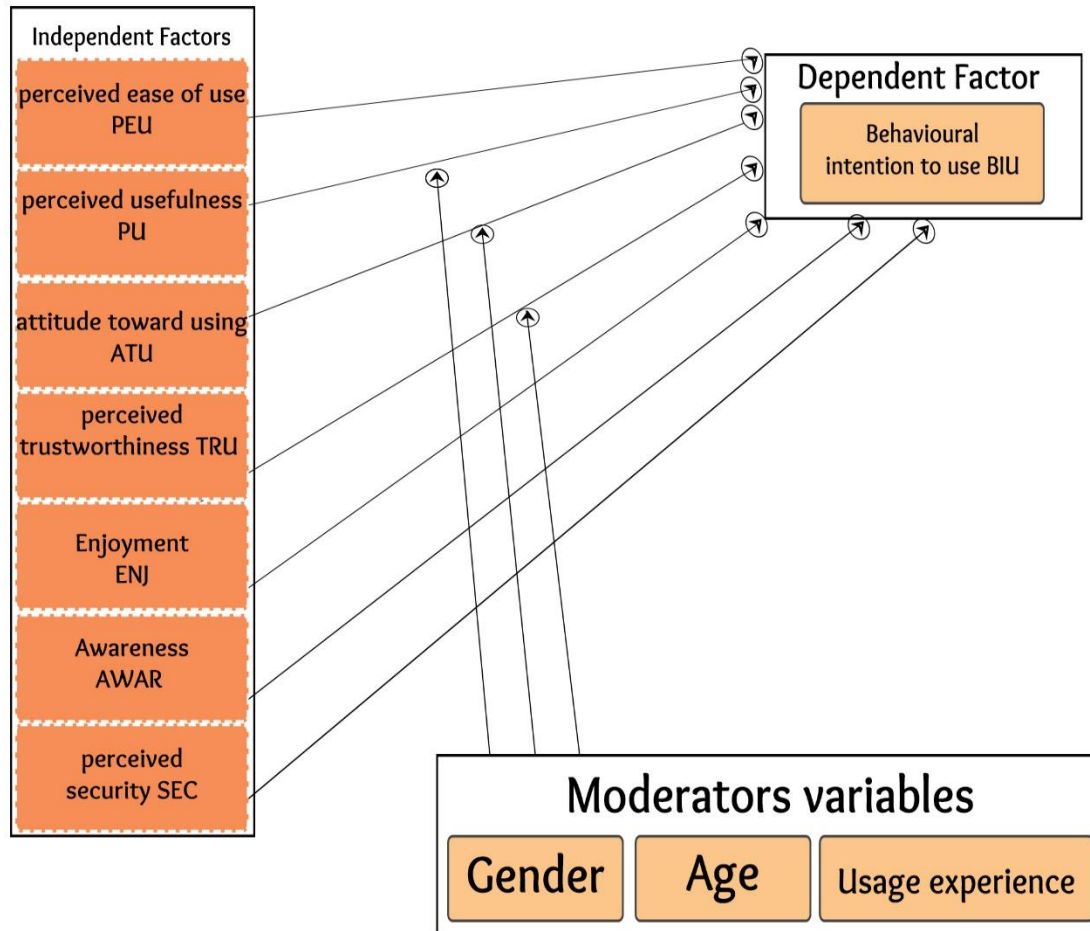 Independent Factors
perceived ease of use
PEU
perceived usefulness
PU
attitude toward using
ATU
perceived
trustworthiness TRU
Enjoyment
ENJ
Awareness
AWAR
perceived
security SEC
Dependent Factor
Behavioural
intention to use BIU
Moderators variables
Gender
Age
Usage experience